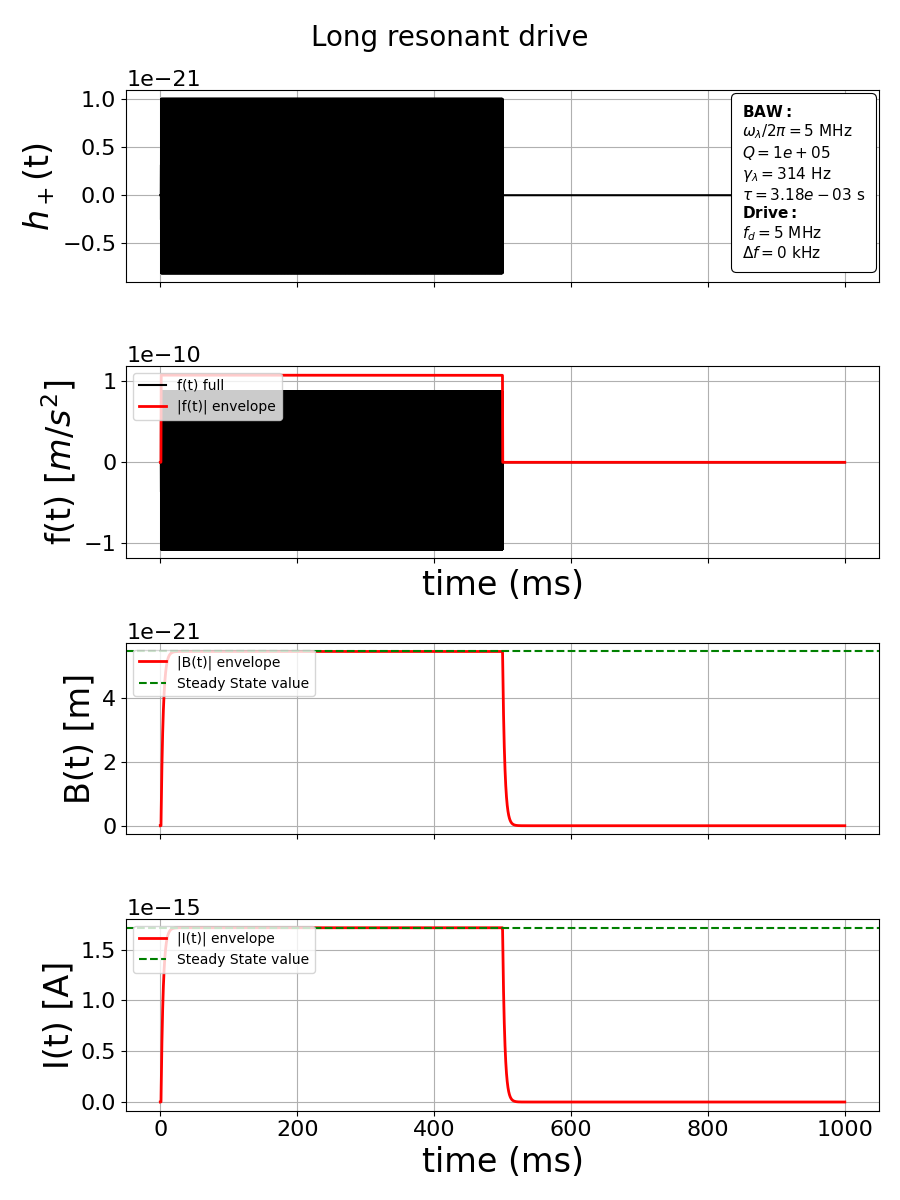 Long resonant drive
1e−21
1.0
0.5
0.0
−0.5
h₊(t)
BAW:
ω_λ/2π = 5 MHz
Q = 1e + 05
γ_λ = 314 Hz
τ = 3.18e − 03 s
Drive:
f_d = 5 MHz
Δf = 0 kHz
1e−10
1
0
−1
f(t) [m/s²]
f(t) full
|f(t)| envelope
time (ms)
1e−21
4
2
0
B(t) [m]
|B(t)| envelope
Steady State value
1e−15
1.5
1.0
0.5
0.0
I(t) [A]
|I(t)| envelope
Steady State value
0 200 400 600 800 1000
time (ms)